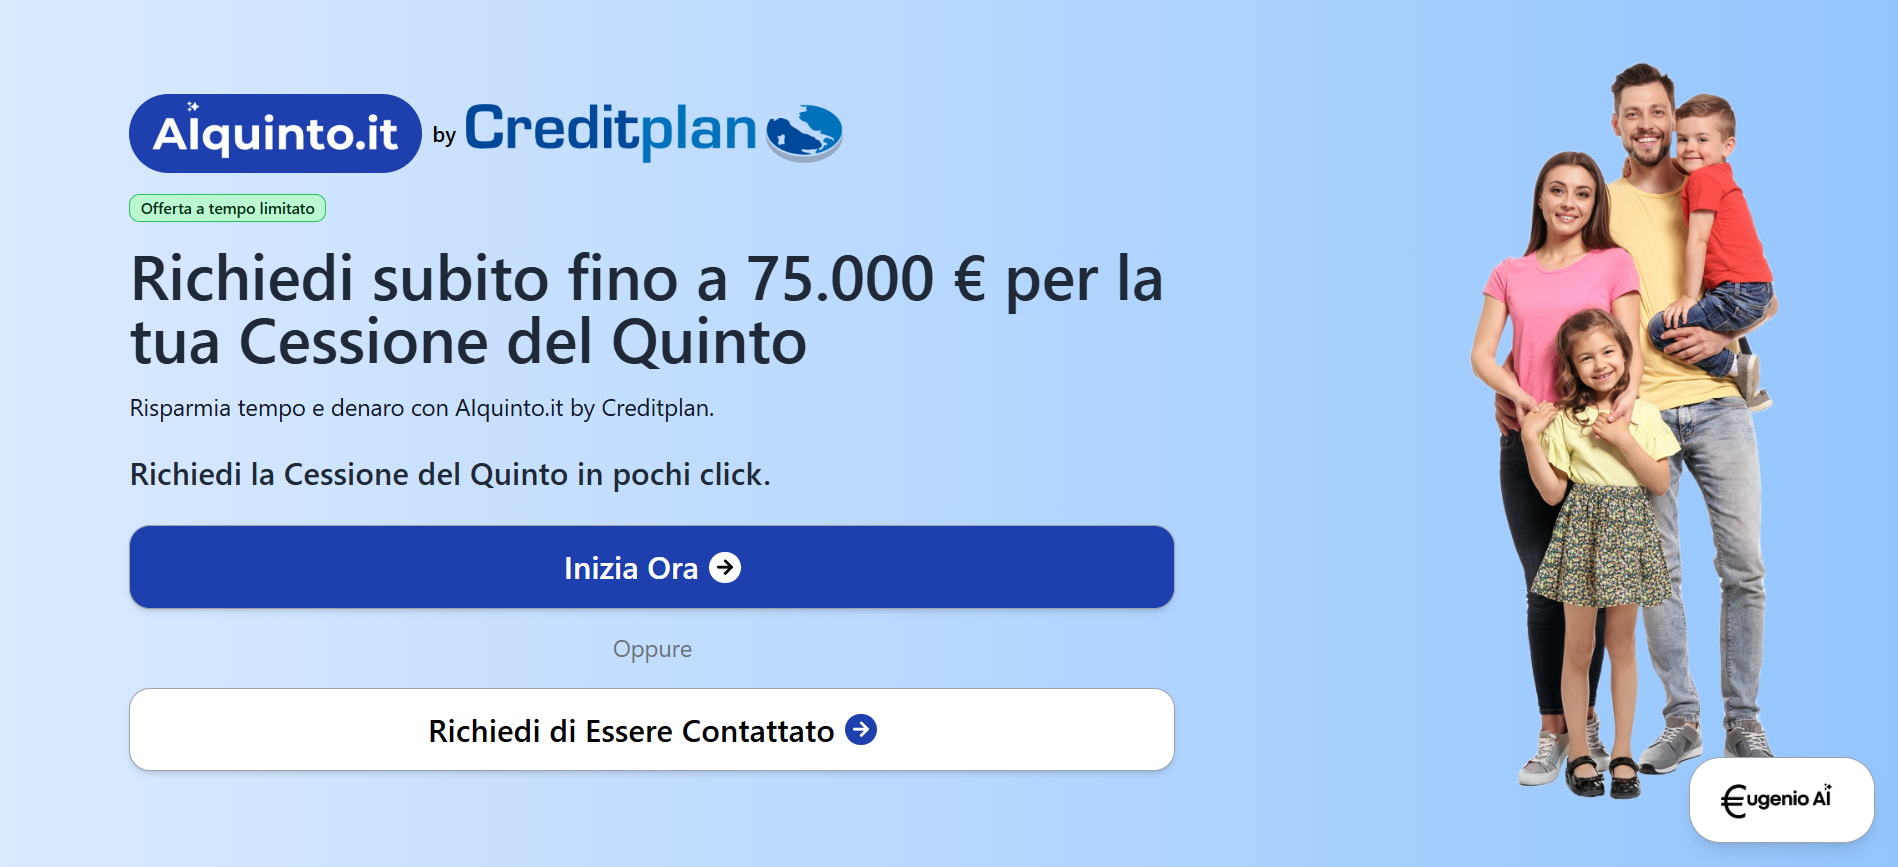 AIquinto.it by Creditplan
Offerta a tempo limitato
Richiedi subito fino a 75.000 € per la
tua Cessione del Quinto
Risparmia tempo e denaro con AIquinto.it by Creditplan.
Richiedi la Cessione del Quinto in pochi click.
Inizia Ora
Oppure
Richiedi di Essere Contattato
€ugenio AI